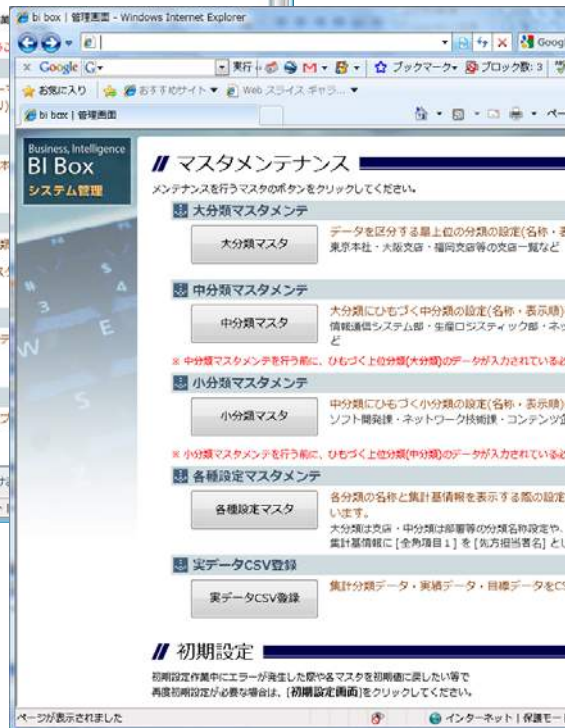 bi box | 管理画面 - Windows Internet Explorer
Googl
× Google
実行
ブックマーク▼
ブロック数: 3
お気に入り
おすすめサイト ▼
Web スライス ギャラ... ▼
bi box | 管理画面
Business, Intelligence
BI Box
システム管理
// マスタメンテナンス
メンテナンスを行うマスタのボタンをクリックしてください。
大分類マスタメンテ
大分類マスタ
データを区分する最上位の分類の設定(名称・表
東京本社・大阪支店・福岡支店等の支店一覧など
中分類マスタメンテ
中分類マスタ
大分類にひもづく中分類の設定(名称・表示順)
情報通信システム部・生産ロジスティック部・ネッ
ど
※ 中分類マスタメンテを行う前に、ひもづく上位分類(大分類)のデータが入力されている必
小分類マスタメンテ
小分類マスタ
中分類にひもづく小分類の設定(名称・表示順)
ソフト開発課・ネットワーク技術課・コンテンツ企
※ 小分類マスタメンテを行う前に、ひもづく上位分類(中分類)のデータが入力されている必
各種設定マスタメンテ
各種設定マスタ
各分類の名称と集計基情報を表示する際の設定
います。
大分類は支店・中分類は部署等の分類名称設定や、
集計基情報に [全角項目1] を [先方担当者名] とし
実データCSV登録
実データCSV登録
集計分類データ・実績データ・目標データをCS
// 初期設定
初期設定作業中にエラーが発生した際や各マスタを初期値に戻したい等で
再度初期設定が必要な場合は、[初期設定画面]をクリックしてください。
ページが表示されました
インターネット | 保護モー